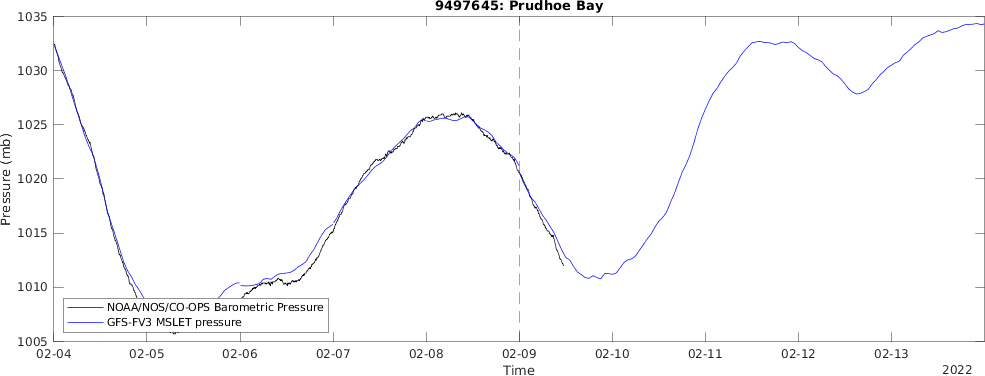 9497645: Prudhoe Bay
1035
1030
1025
1020
1015
1010
1005
Pressure (mb)
NOAA/NOS/CO-OPS Barometric Pressure
GFS-FV3 MSLET pressure
02-04 02-05 02-06 02-07 02-08 02-09 02-10 02-11 02-12 02-13
Time
2022